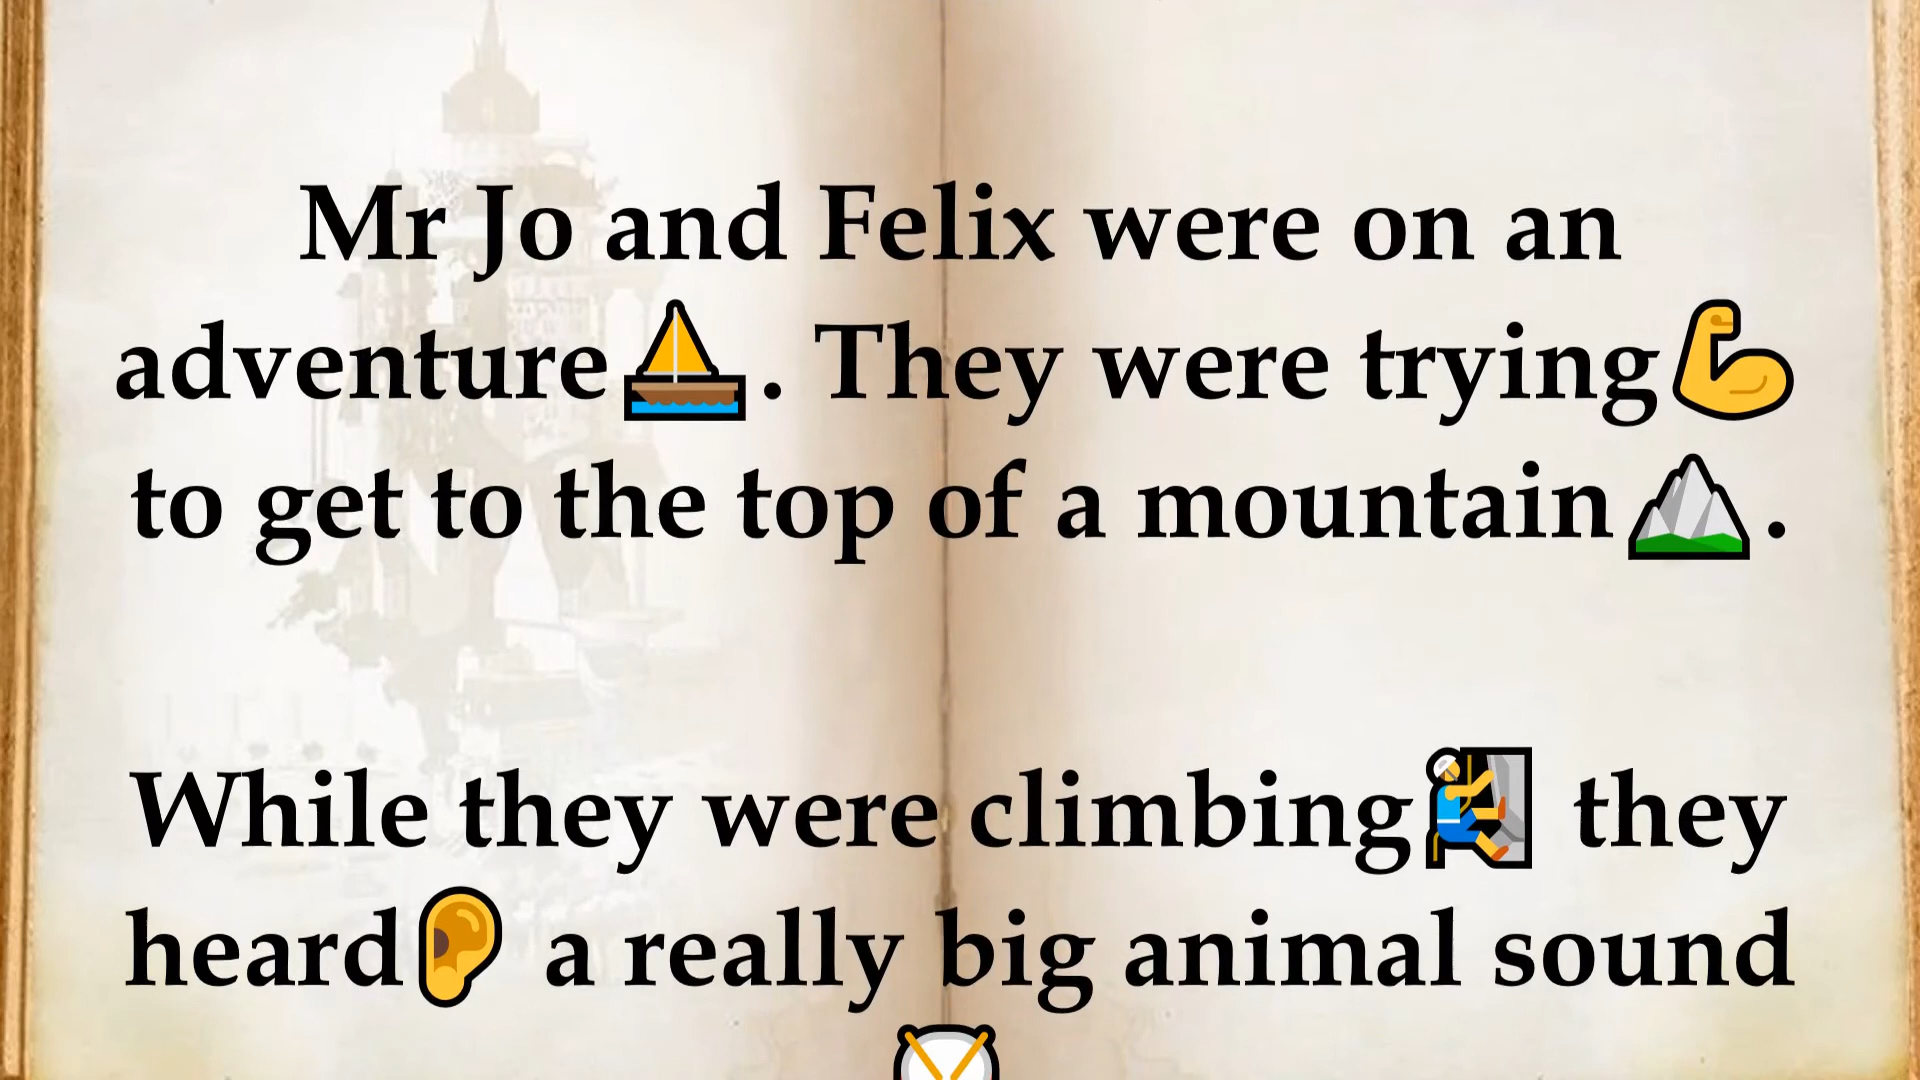 Mr Jo and Felix were on an
adventure⛵. They were trying💪
to get to the top of a mountain⛰️.
While they were climbing🧗 they
heard👂 a really big animal sound
🥁